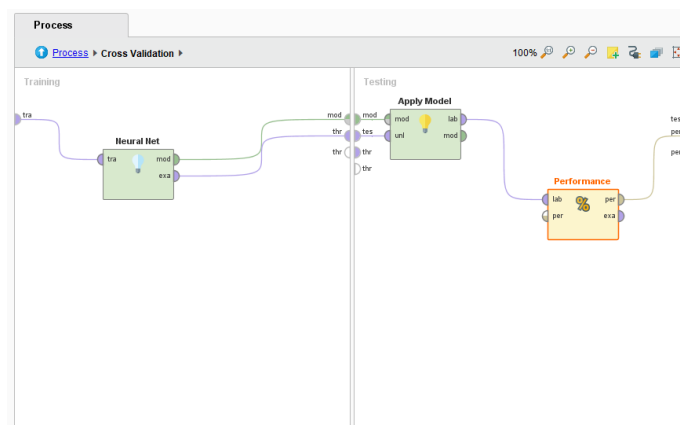 Process
Process ▸ Cross Validation ▸
100%
Training
Testing
tra
Neural Net
tra
mod
exa
mod
thr
thr
mod
tes
thr
thr
Apply Model
mod
lab
unl
mod
Performance
lab
per
per
exa
tes
per
per